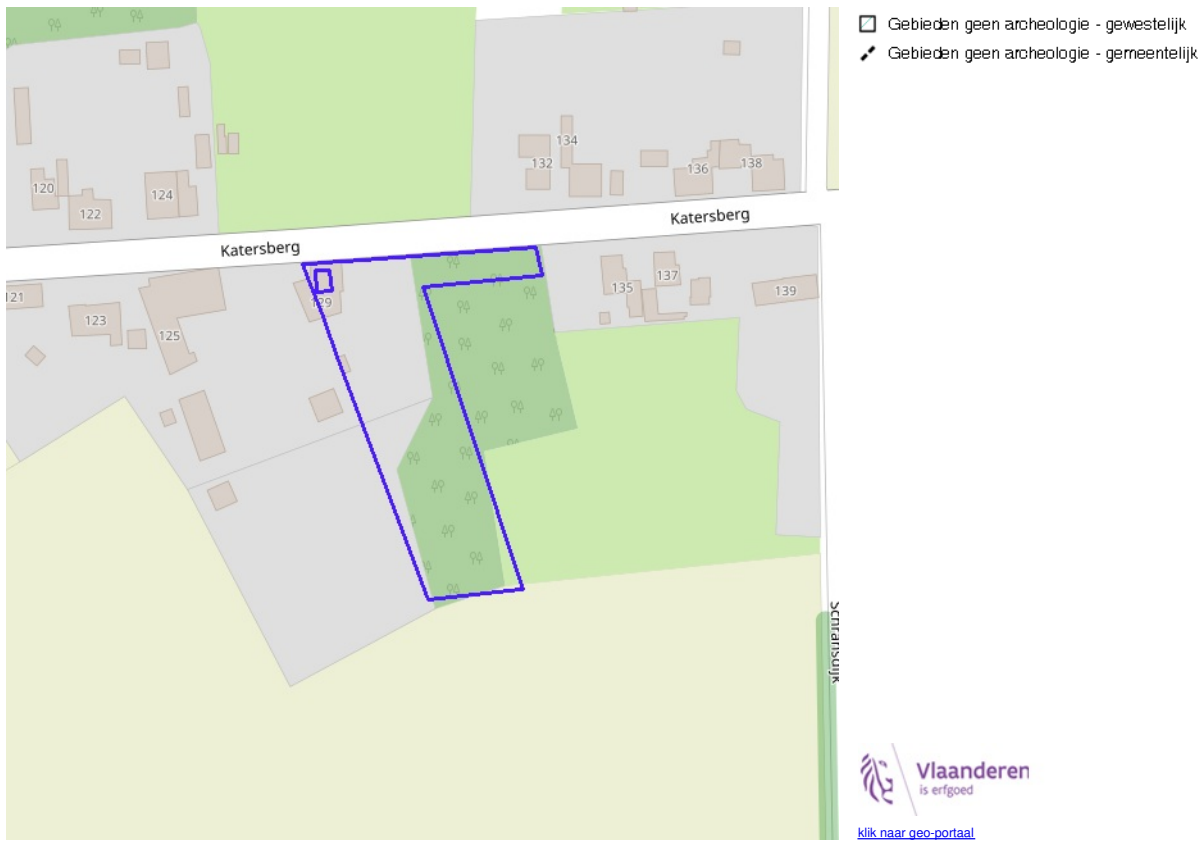 Gebieden geen archeologie - gewestelijk
Gebieden geen archeologie - gemeentelijk
134
132
136
138
120
124
122
Katersberg
Katersberg
121
123
125
129
135
137
139
Schransdijk
Vlaanderen
is erfgoed
klik naar geo-portaal